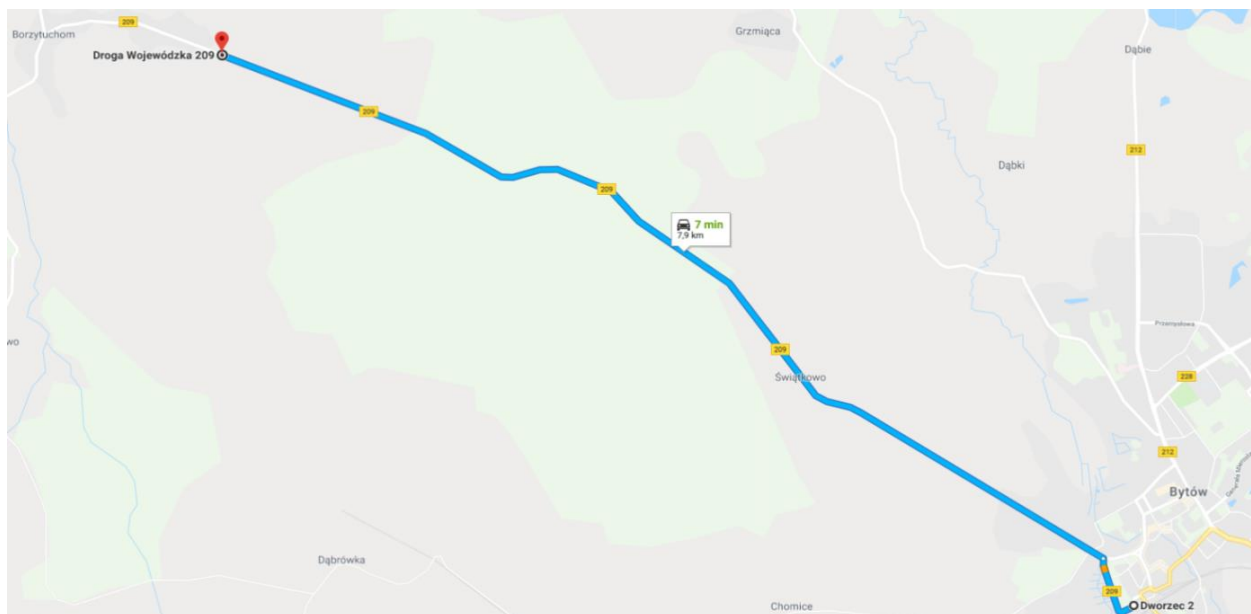 Borzytuchom
209
Droga Wojewódzka 209
209
Grzmiąca
Dąbie
212
Dąbki
209
7 min
7,9 km
Przemysłowa
wo
209
Świątkowo
228
212
Bytów
Dąbrówka
209
Chomice
Dworzec 2